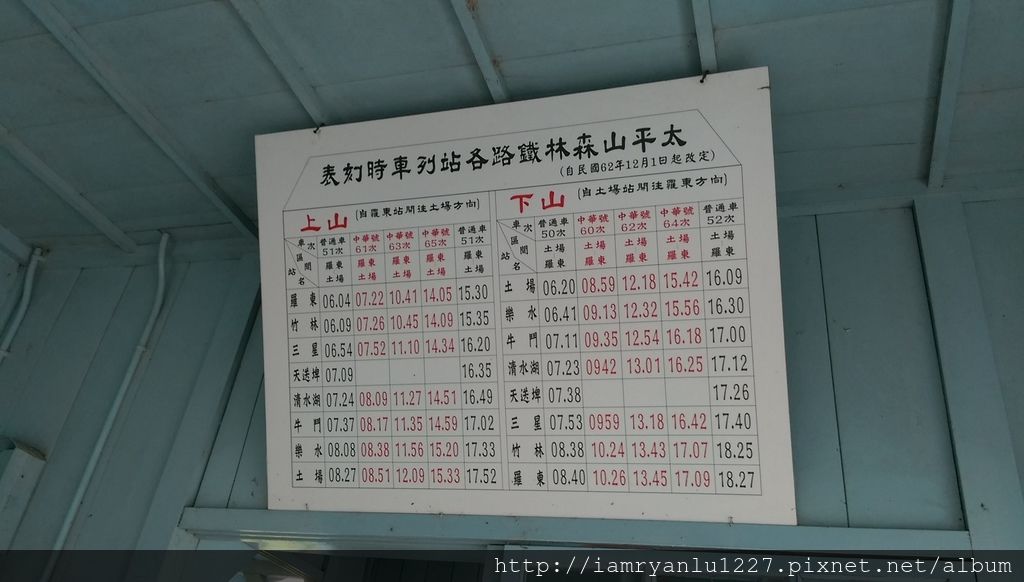 表刻時車列站各路鐵林森山平太
(自民國62年12月1日起改定)
上山 (自羅東站開往土場方向)
車次 區間 站名 普通車51次 羅東 土場 中華號61次 羅東 土場 中華號63次 羅東 土場 中華號65次 羅東 土場 普通車51次 羅東 土場
羅東 06.04 07.22 10.41 14.05 15.30
竹林 06.09 07.26 10.45 14.09 15.35
三星 06.54 07.52 11.10 14.34 16.20
天送埤 07.09 16.35
清水湖 07.24 08.09 11.27 14.51 16.49
牛門 07.37 08.17 11.35 14.59 17.02
樂水 08.08 08.38 11.56 15.20 17.33
土場 08.27 08.51 12.09 15.33 17.52
下山 (自土場站開往羅東方向)
車次 區間 站名 普通車50次 土場 羅東 中華號60次 土場 羅東 中華號62次 土場 羅東 中華號64次 土場 羅東 普通車52次 土場 羅東
土場 06.20 08.59 12.18 15.42 16.09
樂水 06.41 09.13 12.32 15.56 16.30
牛門 07.11 09.35 12.54 16.18 17.00
清水湖 07.23 0942 13.01 16.25 17.12
天送埤 07.38 17.26
三星 07.53 0959 13.18 16.42 17.40
竹林 08.38 10.24 13.43 17.07 18.25
羅東 08.40 10.26 13.45 17.09 18.27
http://iamryanlu1227.pixnet.net/album